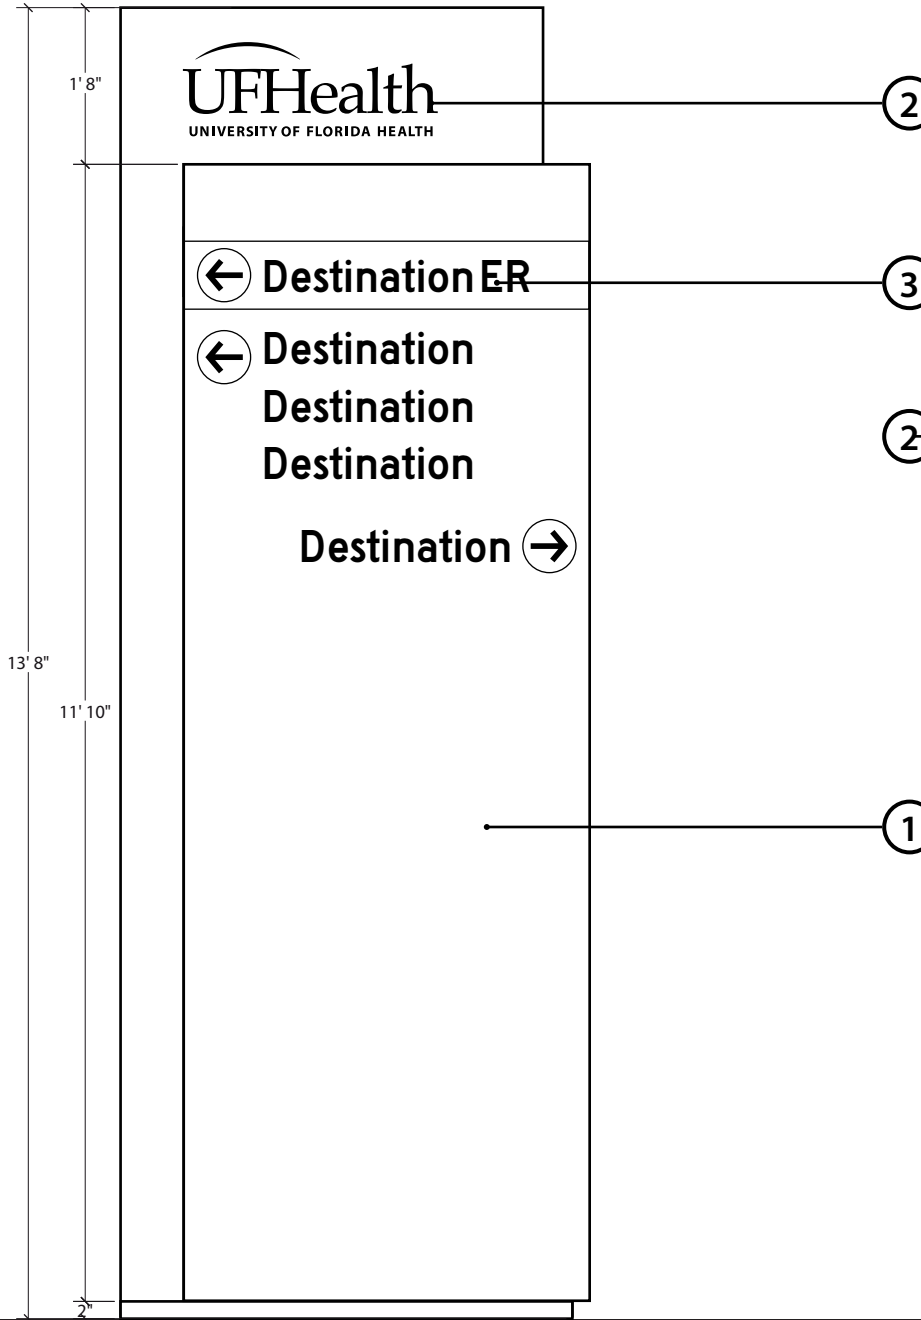 1' 8"
UFHealth
UNIVERSITY OF FLORIDA HEALTH
2
Destination ER
3
Destination
Destination
2
Destination
Destination
13' 8"
11' 10"
1
2"